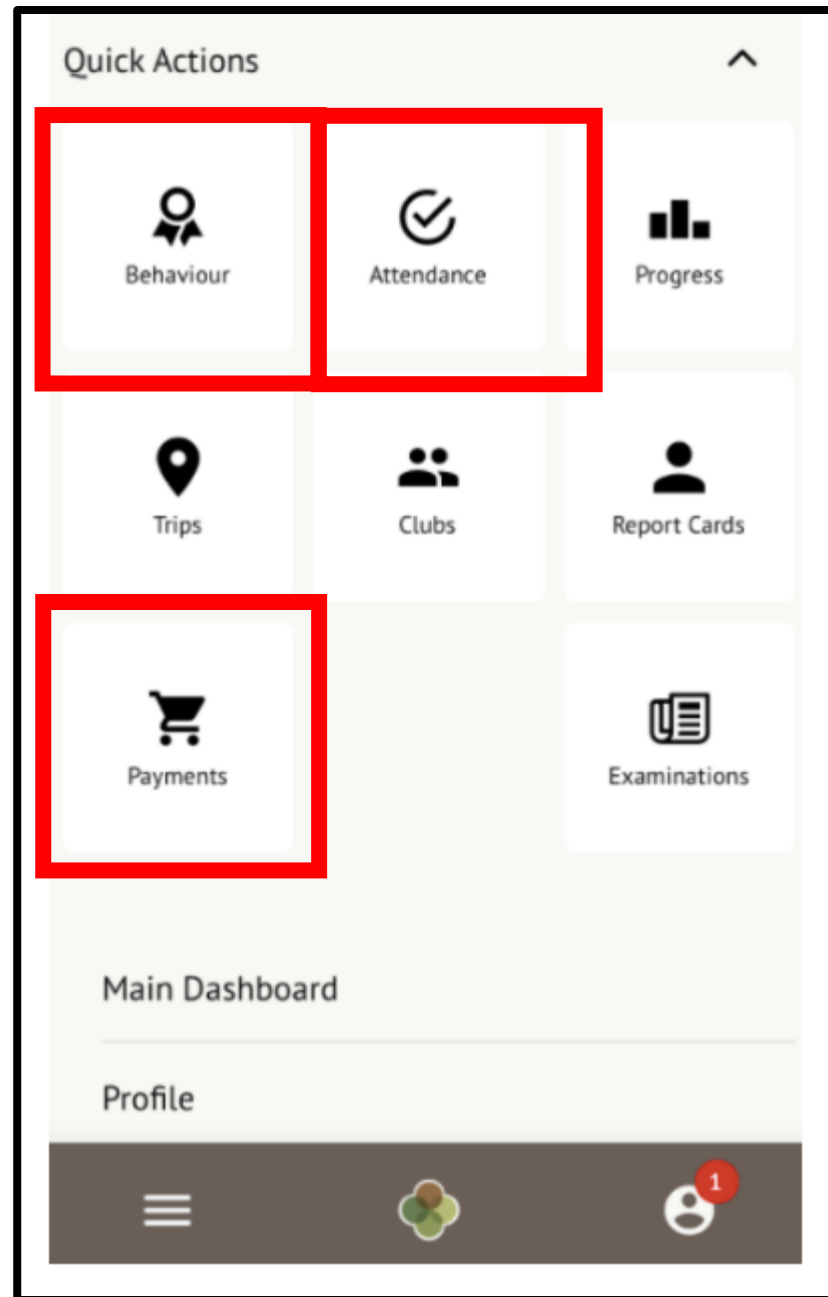 Quick Actions
Behaviour Attendance Progress
Trips Clubs Report Cards
Payments Examinations
Main Dashboard
Profile
1